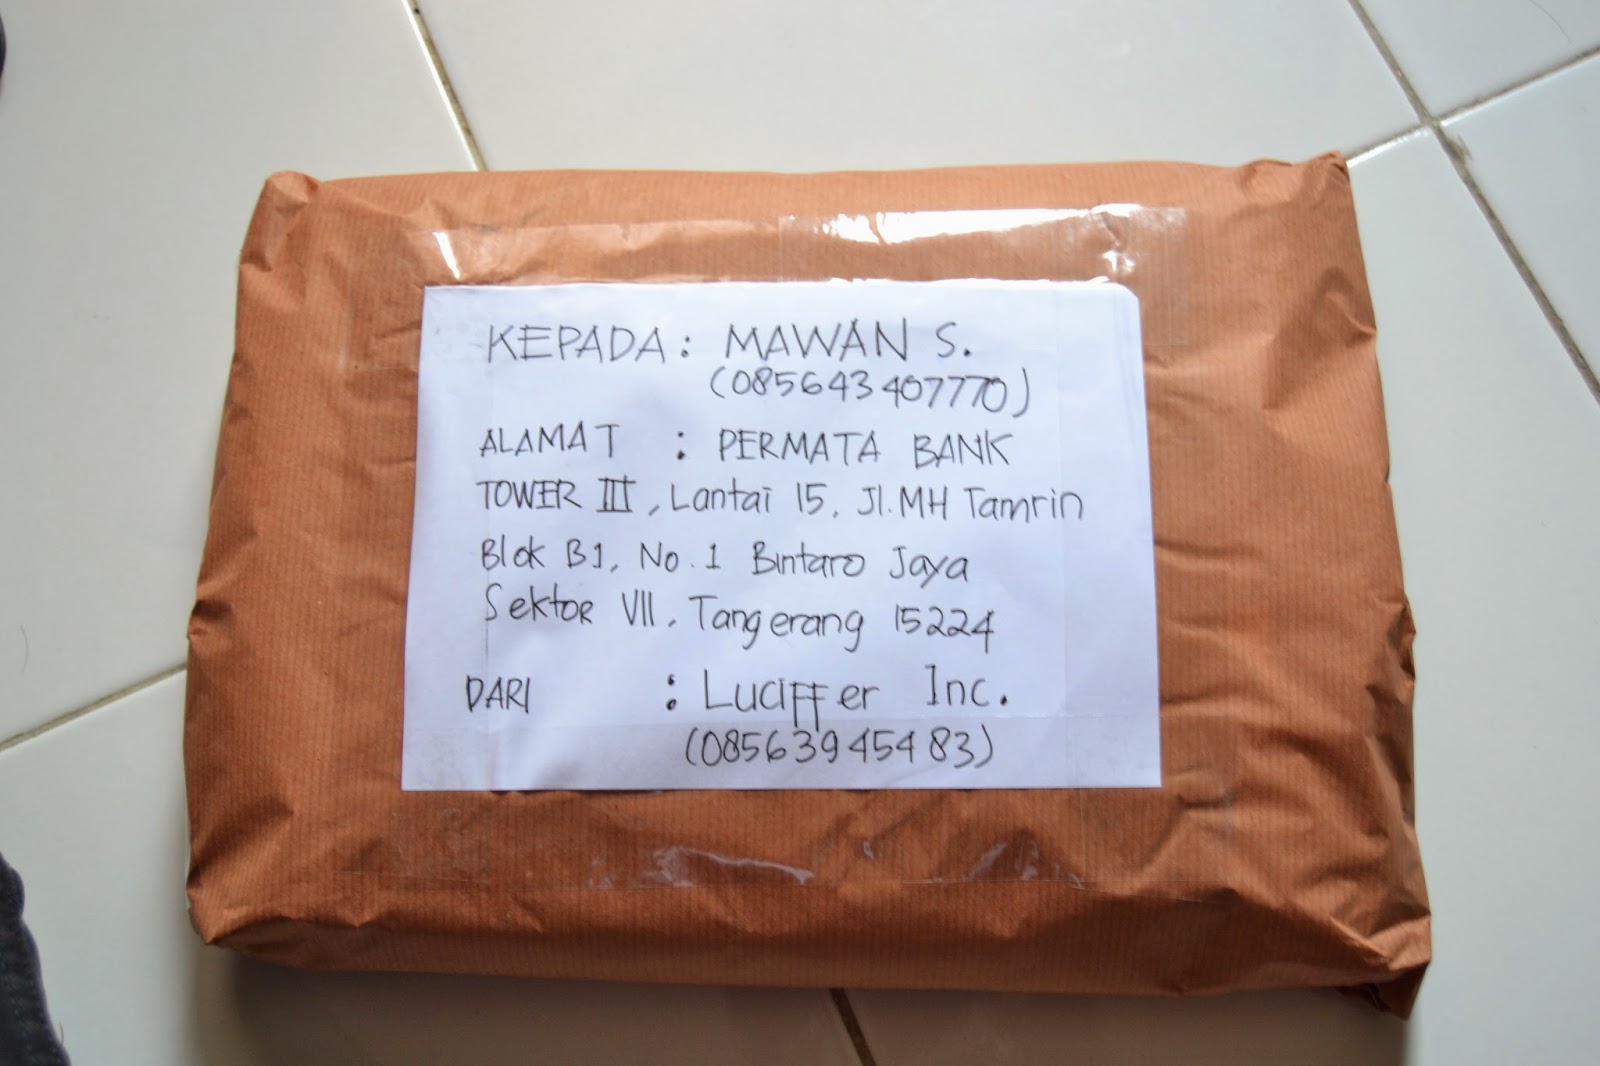 KEPADA: MAWAN S.
(085643407770)
ALAMAT : PERMATA BANK
TOWER III, Lantai 15, Jl. MH Tamrin
Blok B1, No. 1 Bintaro Jaya
Sektor VII, Tangerang 15224
DARI : Luciffer Inc.
(08563945483)